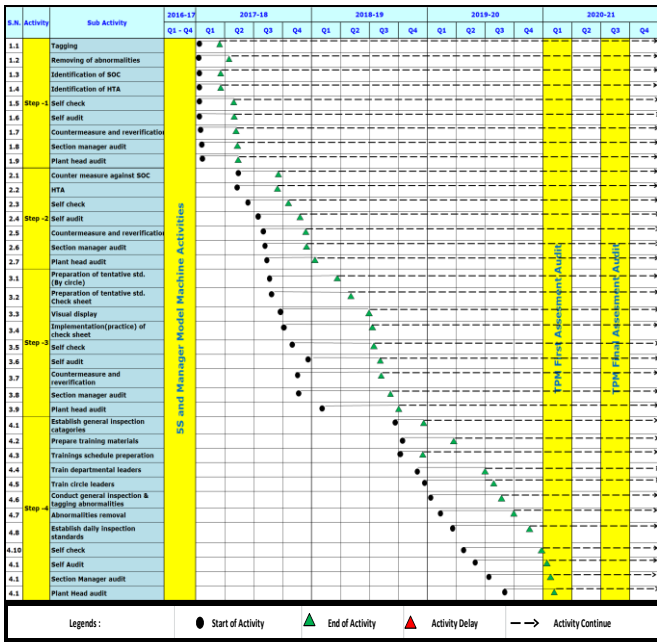 S.N. Activity Sub Activity 2016-17 2017-18 2018-19 2019-20 2020-21
Q1 - Q4 Q1 Q2 Q3 Q4 Q1 Q2 Q3 Q4 Q1 Q2 Q3 Q4 Q1 Q2 Q3 Q4
1.1 Tagging
1.2 Removing of abnormalities
1.3 Identification of SOC
1.4 Identification of HTA
1.5 Step -1 Self check
1.6 Self audit
1.7 Countermeasure and reverification
1.8 Section manager audit
1.9 Plant head audit
2.1 Counter measure against SOC
2.2 HTA
2.3 Self check
2.4 Step -2 Self audit
2.5 Countermeasure and reverification
2.6 Section manager audit
2.7 Plant head audit
3.1 Preparation of tentative std.
(By circle)
3.2 Preparation of tentative std.
Check sheet
3.3 Visual display
3.4 Implementation(practice) of
check sheet
Step -3
3.5 Self check
3.6 Self audit
3.7 Countermeasure and
reverification
3.8 Section manager audit
3.9 Plant head audit
4.1 Establish general inspection
catagories
4.2 Prepare training materials
4.3 Trainings schedule preparation
4.4 Train departmental leaders
4.5 Train circle leaders
4.6 Conduct general inspection &
tagging abnormalities
Step -4
4.7 Abnormalities removal
4.8 Establish daily inspection
standards
4.10 Self check
4.1 Self Audit
4.1 Section Manager audit
4.1 Plant Head audit
5S and Manager Model Machine Activities
TPM First Assesment Audit
TPM Final Assesment Audit
Legends : Start of Activity End of Activity Activity Delay Activity Continue